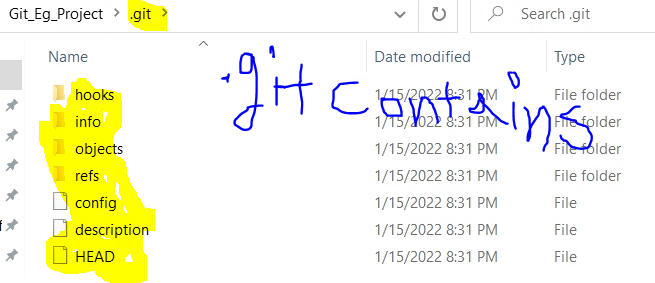 Git_Eg_Project > .git >
Search .git
Name Date modified Type
.git contains
hooks 1/15/2022 8:31 PM File folder
info 1/15/2022 8:31 PM File folder
objects 1/15/2022 8:31 PM File folder
refs 1/15/2022 8:31 PM File folder
config 1/15/2022 8:31 PM File
description 1/15/2022 8:31 PM File
HEAD 1/15/2022 8:31 PM File